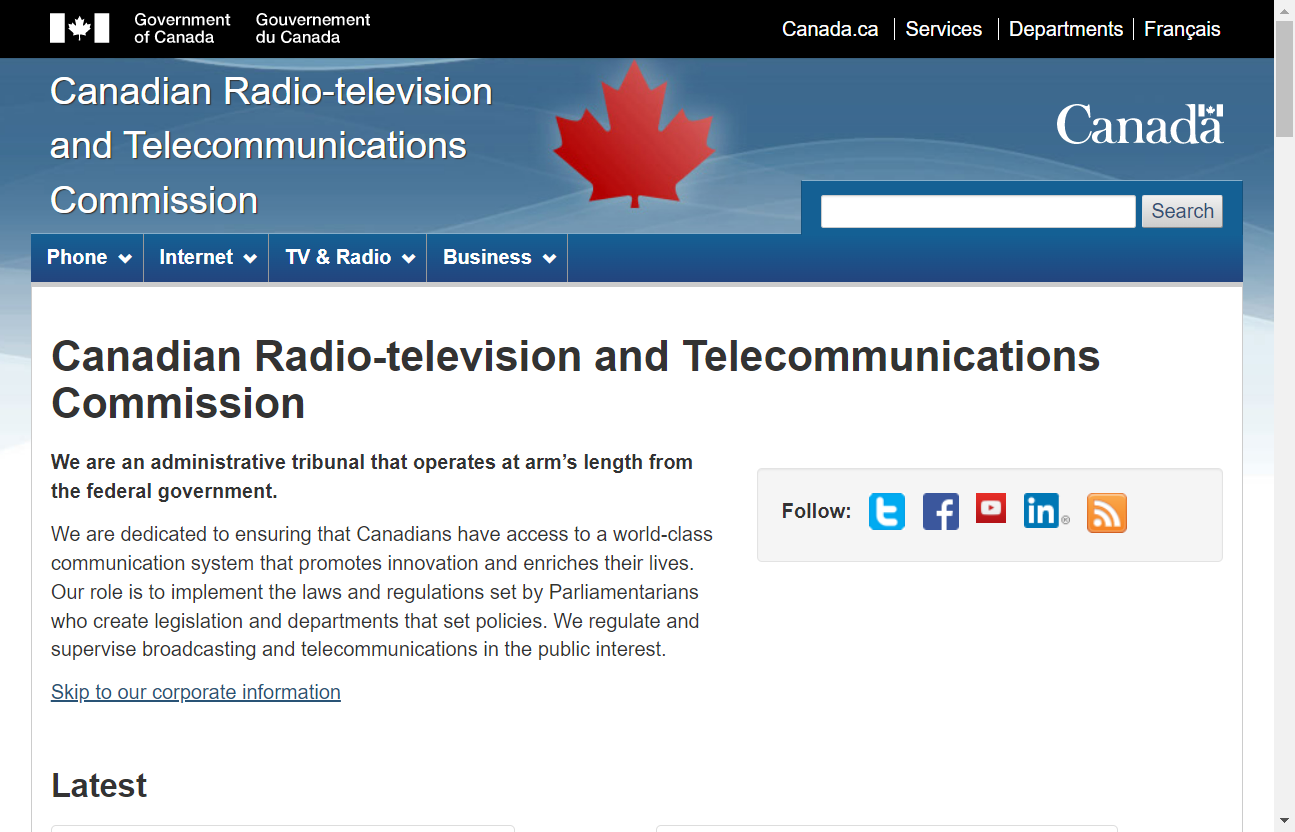 Government of Canada
Gouvernement du Canada
Canada.ca Services Departments Français
Canadian Radio-television
and Telecommunications
Commission
Canada
Search
Phone Internet TV & Radio Business
Canadian Radio-television and Telecommunications
Commission
We are an administrative tribunal that operates at arm’s length from
the federal government.
We are dedicated to ensuring that Canadians have access to a world-class
communication system that promotes innovation and enriches their lives.
Our role is to implement the laws and regulations set by Parliamentarians
who create legislation and departments that set policies. We regulate and
supervise broadcasting and telecommunications in the public interest.
Skip to our corporate information
Follow: t f in ®
Latest